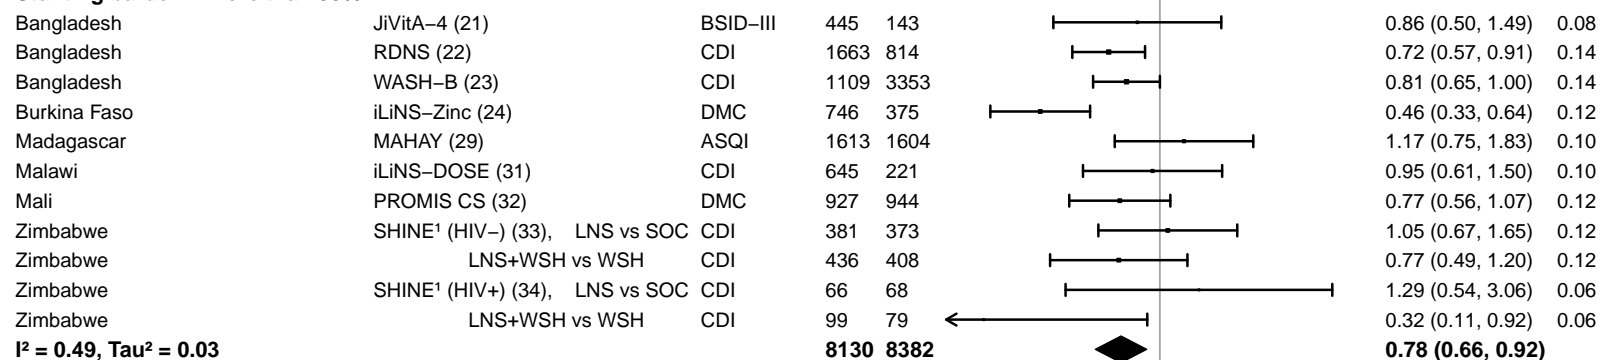 Bangladesh JiVitA−4 (21) BSID−III 445 143 0.86 (0.50, 1.49) 0.08
Bangladesh RDNS (22) CDI 1663 814 0.72 (0.57, 0.91) 0.14
Bangladesh WASH−B (23) CDI 1109 3353 0.81 (0.65, 1.00) 0.14
Burkina Faso iLiNS−Zinc (24) DMC 746 375 0.46 (0.33, 0.64) 0.12
Madagascar MAHAY (29) ASQI 1613 1604 1.17 (0.75, 1.83) 0.10
Malawi iLiNS−DOSE (31) CDI 645 221 0.95 (0.61, 1.50) 0.10
Mali PROMIS CS (32) DMC 927 944 0.77 (0.56, 1.07) 0.12
Zimbabwe SHINE¹ (HIV−) (33), LNS vs SOC CDI 381 373 1.05 (0.67, 1.65) 0.12
Zimbabwe LNS+WSH vs WSH CDI 436 408 0.77 (0.49, 1.20) 0.12
Zimbabwe SHINE¹ (HIV+) (34), LNS vs SOC CDI 66 68 1.29 (0.54, 3.06) 0.06
Zimbabwe LNS+WSH vs WSH CDI 99 79 0.32 (0.11, 0.92) 0.06
I² = 0.49, Tau² = 0.03 8130 8382 0.78 (0.66, 0.92)